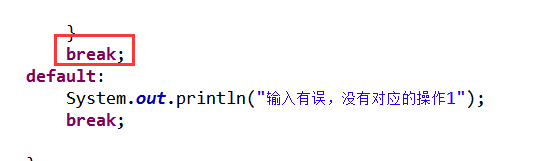 }
break;
default:
System.out.println("输入有误，没有对应的操作1");
break;
}